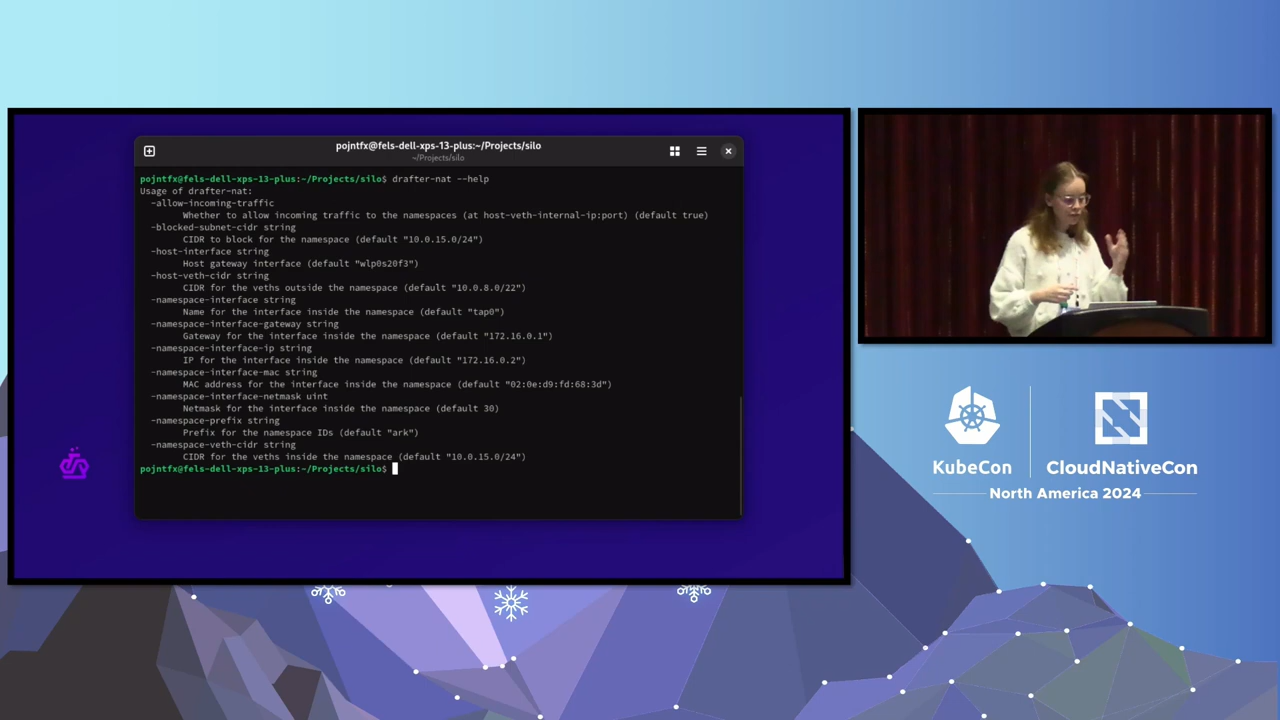 pojntfx@fels-dell-xps-13-plus:~/Projects/silo
~/Projects/silo
pojntfx@fels-dell-xps-13-plus:~/Projects/silo$ drafter-nat --help
Usage of drafter-nat:
  -allow-incoming-traffic
        Whether to allow incoming traffic to the namespaces (at host-veth-internal-ip:port) (default true)
  -blocked-subnet-cidr string
        CIDR to block for the namespace (default "10.0.15.0/24")
  -host-interface string
        Host gateway interface (default "wlp0s20f3")
  -host-veth-cidr string
        CIDR for the veths outside the namespace (default "10.0.8.0/22")
  -namespace-interface string
        Name for the interface inside the namespace (default "tap0")
  -namespace-interface-gateway string
        Gateway for the interface inside the namespace (default "172.16.0.1")
  -namespace-interface-ip string
        IP for the interface inside the namespace (default "172.16.0.2")
  -namespace-interface-mac string
        MAC address for the interface inside the namespace (default "02:0e:d9:fd:68:3d")
  -namespace-interface-netmask uint
        Netmask for the interface inside the namespace (default 30)
  -namespace-prefix string
        Prefix for the namespace IDs (default "ark")
  -namespace-veth-cidr string
        CIDR for the veths inside the namespace (default "10.0.15.0/24")
pojntfx@fels-dell-xps-13-plus:~/Projects/silo$
KubeCon
CloudNativeCon
North America 2024